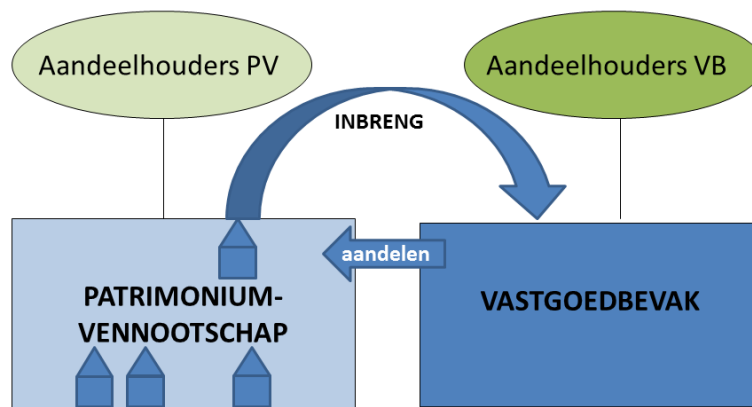 Aandeelhouders PV
Aandeelhouders VB
INBRENG
aandelen
PATRIMONIUM-
VENNOOTSCHAP
VASTGOEDBEVAK